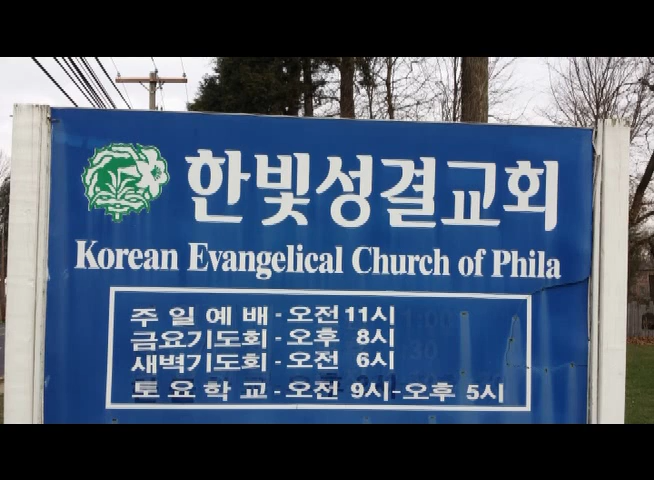 한빛성결교회
Korean Evangelical Church of Phila
주일예배-오전 11시
금요기도회-오후 8시
새벽기도회-오전 6시
토요학교-오전 9시-오후 5시